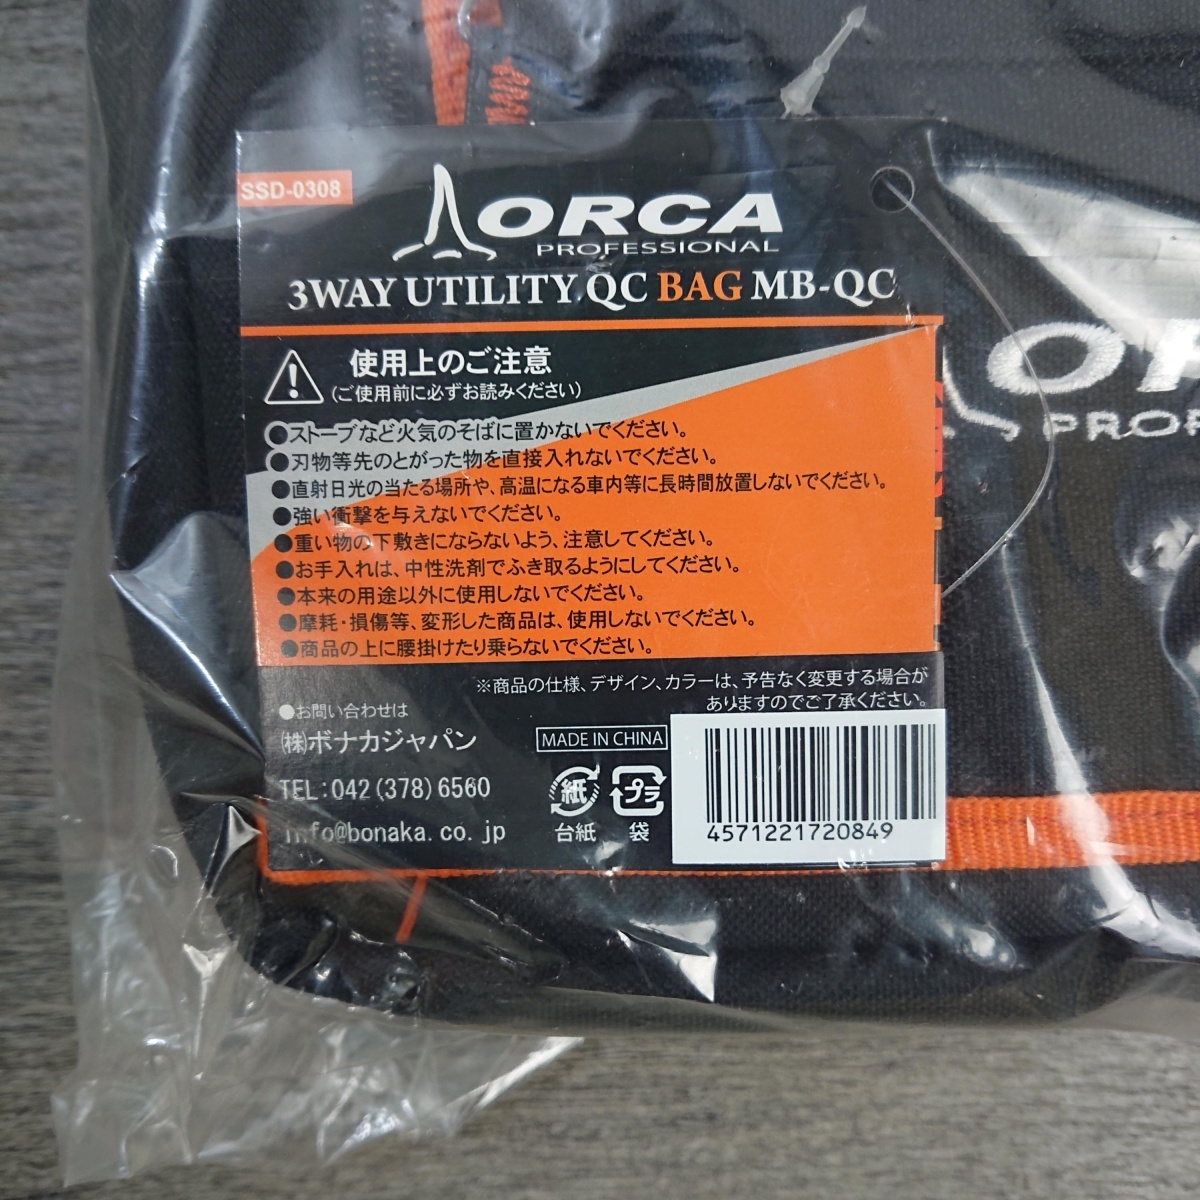 SSD-0308
ORCA
PROFESSIONAL
3WAY UTILITY QC BAG MB-QC
使用上のご注意
(ご使用前に必ずお読みください)
●ストーブなど火気のそばに置かないでください。
●刃物等先のとがった物を直接入れないでください。
●直射日光の当たる場所や、高温になる車内等に長時間放置しないでください。
●強い衝撃を与えないでください。
●重い物の下敷きにならないよう、注意してください。
●お手入れは、中性洗剤でふき取るようにしてください。
●本来の用途以外に使用しないでください。
●摩耗・損傷等、変形した商品は、使用しないでください。
●商品の上に腰掛けたり乗らないでください。
※商品の仕様、デザイン、カラーは、予告なく変更する場合が
ありますのでご了承ください。
●お問い合わせは
(株)ボナカジャパン
TEL:042(378)6560
info@bonaka.co.jp
MADE IN CHINA
紙
台紙
プラ
袋
4571221720849
OR
PROF